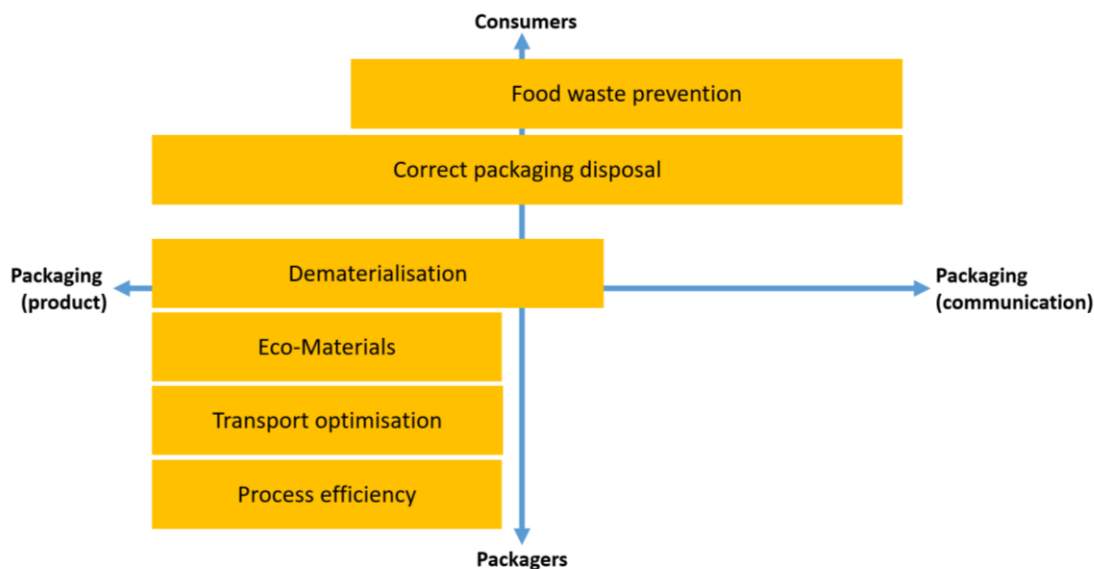 Consumers
Food waste prevention
Correct packaging disposal
Dematerialisation
Packaging
(product)
Packaging
(communication)
Eco-Materials
Transport optimisation
Process efficiency
Packagers